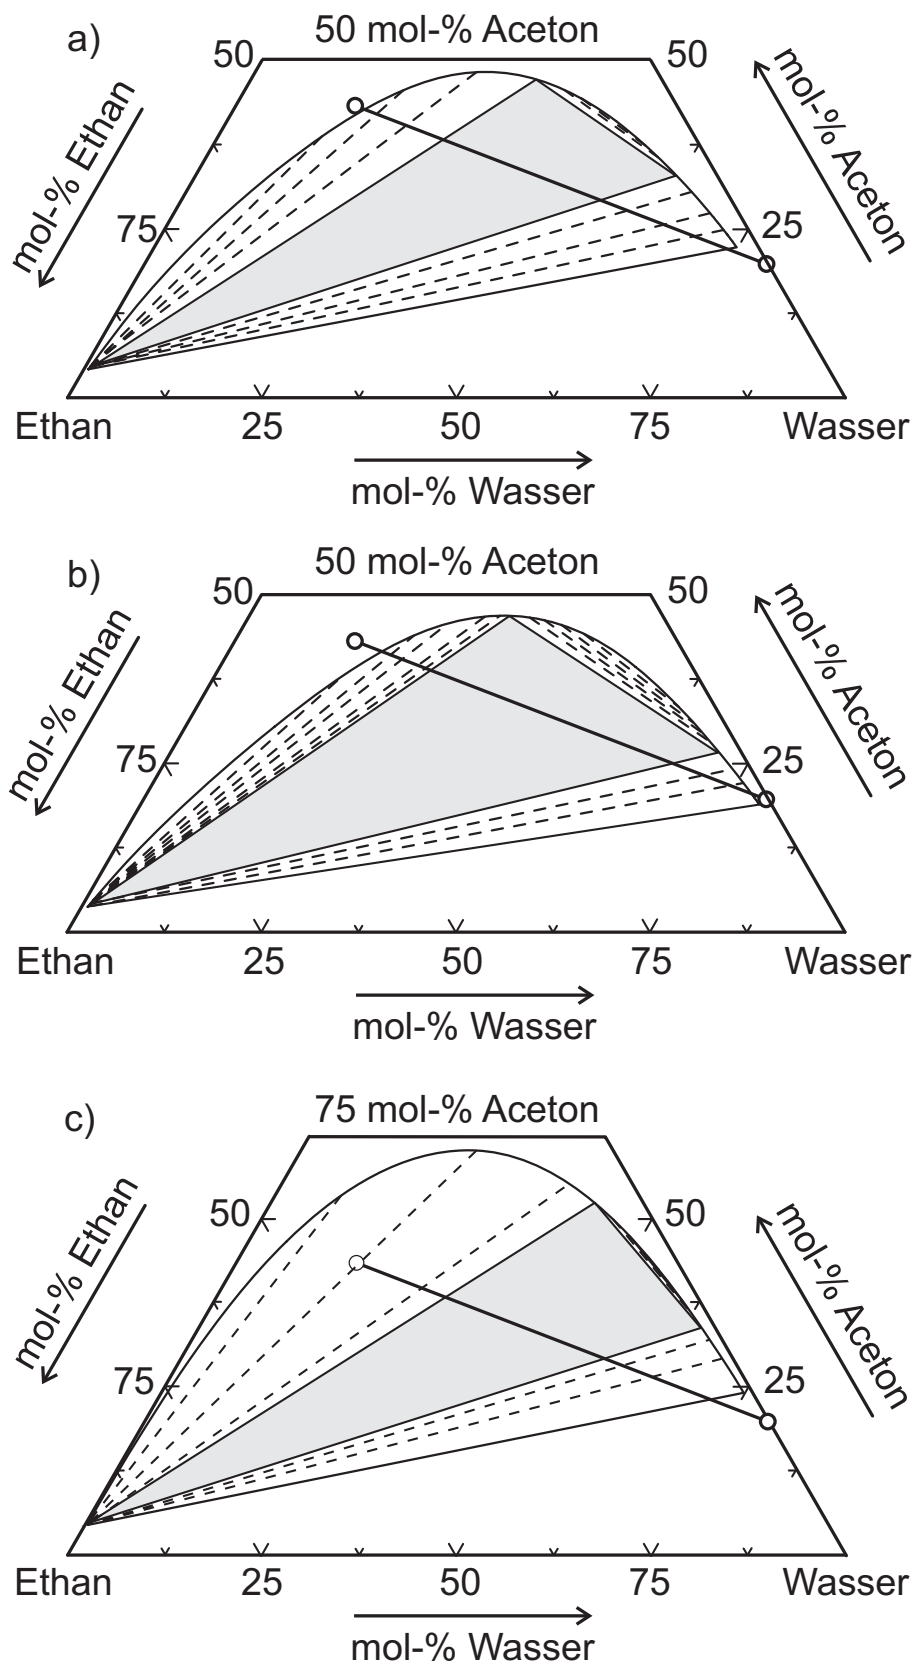 a)
50 mol-% Aceton
50
50
mol-% Ethan
mol-% Aceton
75
25
Ethan
25
50
75
Wasser
mol-% Wasser
b)
50 mol-% Aceton
50
50
mol-% Ethan
mol-% Aceton
75
25
Ethan
25
50
75
Wasser
mol-% Wasser
c)
75 mol-% Aceton
mol-% Ethan
50
50
mol-% Aceton
75
25
Ethan
25
50
75
Wasser
mol-% Wasser